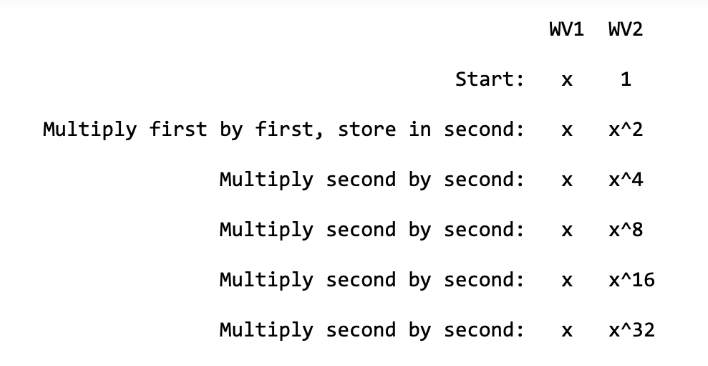 WV1 WV2
Start: x 1
Multiply first by first, store in second: x x^2
Multiply second by second: x x^4
Multiply second by second: x x^8
Multiply second by second: x x^16
Multiply second by second: x x^32